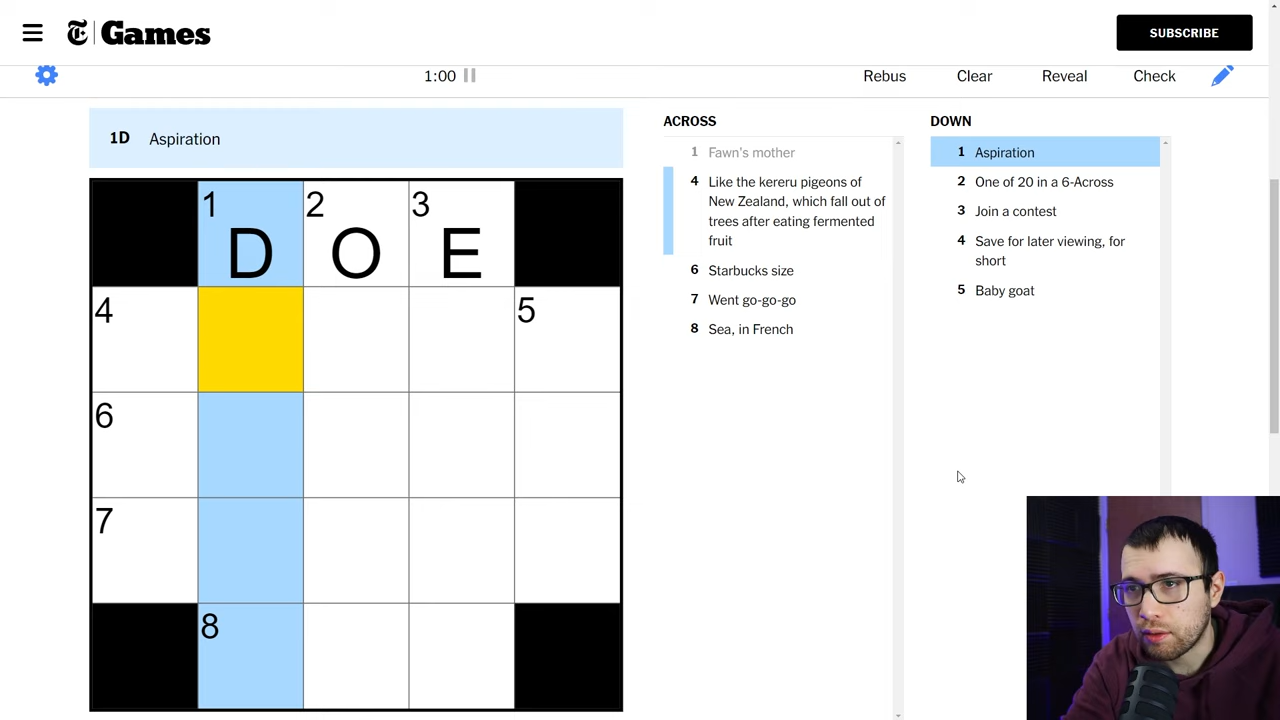 Games
SUBSCRIBE
1:00
Rebus
Clear
Reveal
Check
1D Aspiration
1 D
2 O
3 E
4
5
6
7
8
ACROSS
1 Fawn's mother
4 Like the kereru pigeons of
New Zealand, which fall out of
trees after eating fermented
fruit
6 Starbucks size
7 Went go-go-go
8 Sea, in French
DOWN
1 Aspiration
2 One of 20 in a 6-Across
3 Join a contest
4 Save for later viewing, for
short
5 Baby goat